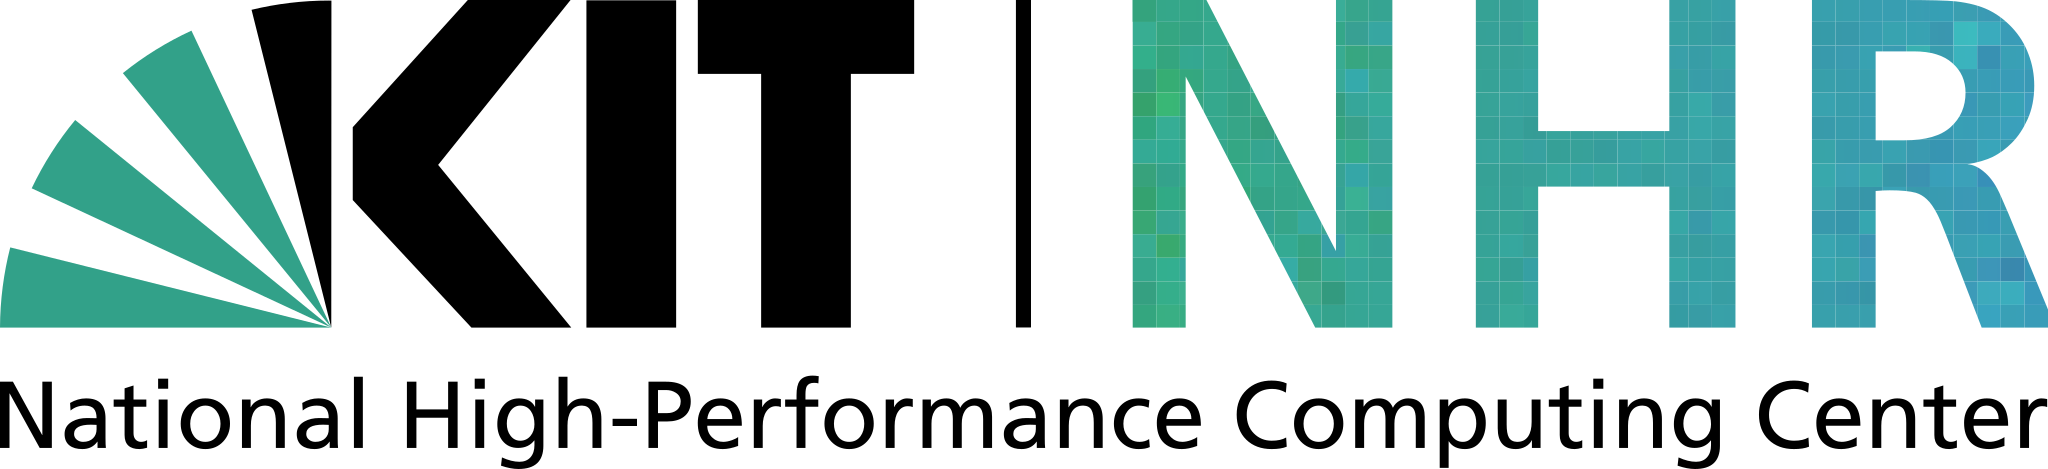 KIT | NHR
National High-Performance Computing Center